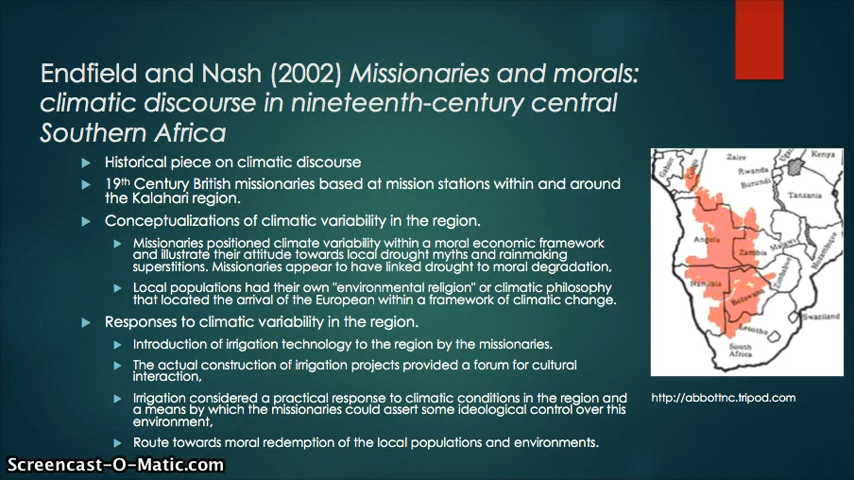 Endfield and Nash (2002) Missionaries and morals:
climatic discourse in nineteenth-century central
Southern Africa
Historical piece on climatic discourse
19th Century British missionaries based at mission stations within and around
the Kalahari region.
Conceptualizations of climatic variability in the region.
Missionaries positioned climate variability within a moral economic framework
and illustrate their attitude towards local drought myths and rainmaking
superstitions. Missionaries appear to have linked drought to moral degradation,
Local populations had their own "environmental religion" or climatic philosophy
that located the arrival of the European within a framework of climatic change.
Responses to climatic variability in the region.
Introduction of irrigation technology to the region by the missionaries.
The actual construction of irrigation projects provided a forum for cultural
interaction,
Irrigation considered a practical response to climatic conditions in the region and
a means by which the missionaries could assert some ideological control over this
environment,
Route towards moral redemption of the local populations and environments.
Gabon
Congo
Zaire
Uganda
Kenya
Rwanda
Burundi
Tanzania
Angola
Zambia
Malawi
Mozambique
Namibia
Botswana
Zimbabwe
Swaziland
Lesotho
South
Africa
http://abbottnc.tripod.com
Screencast-O-Matic.com